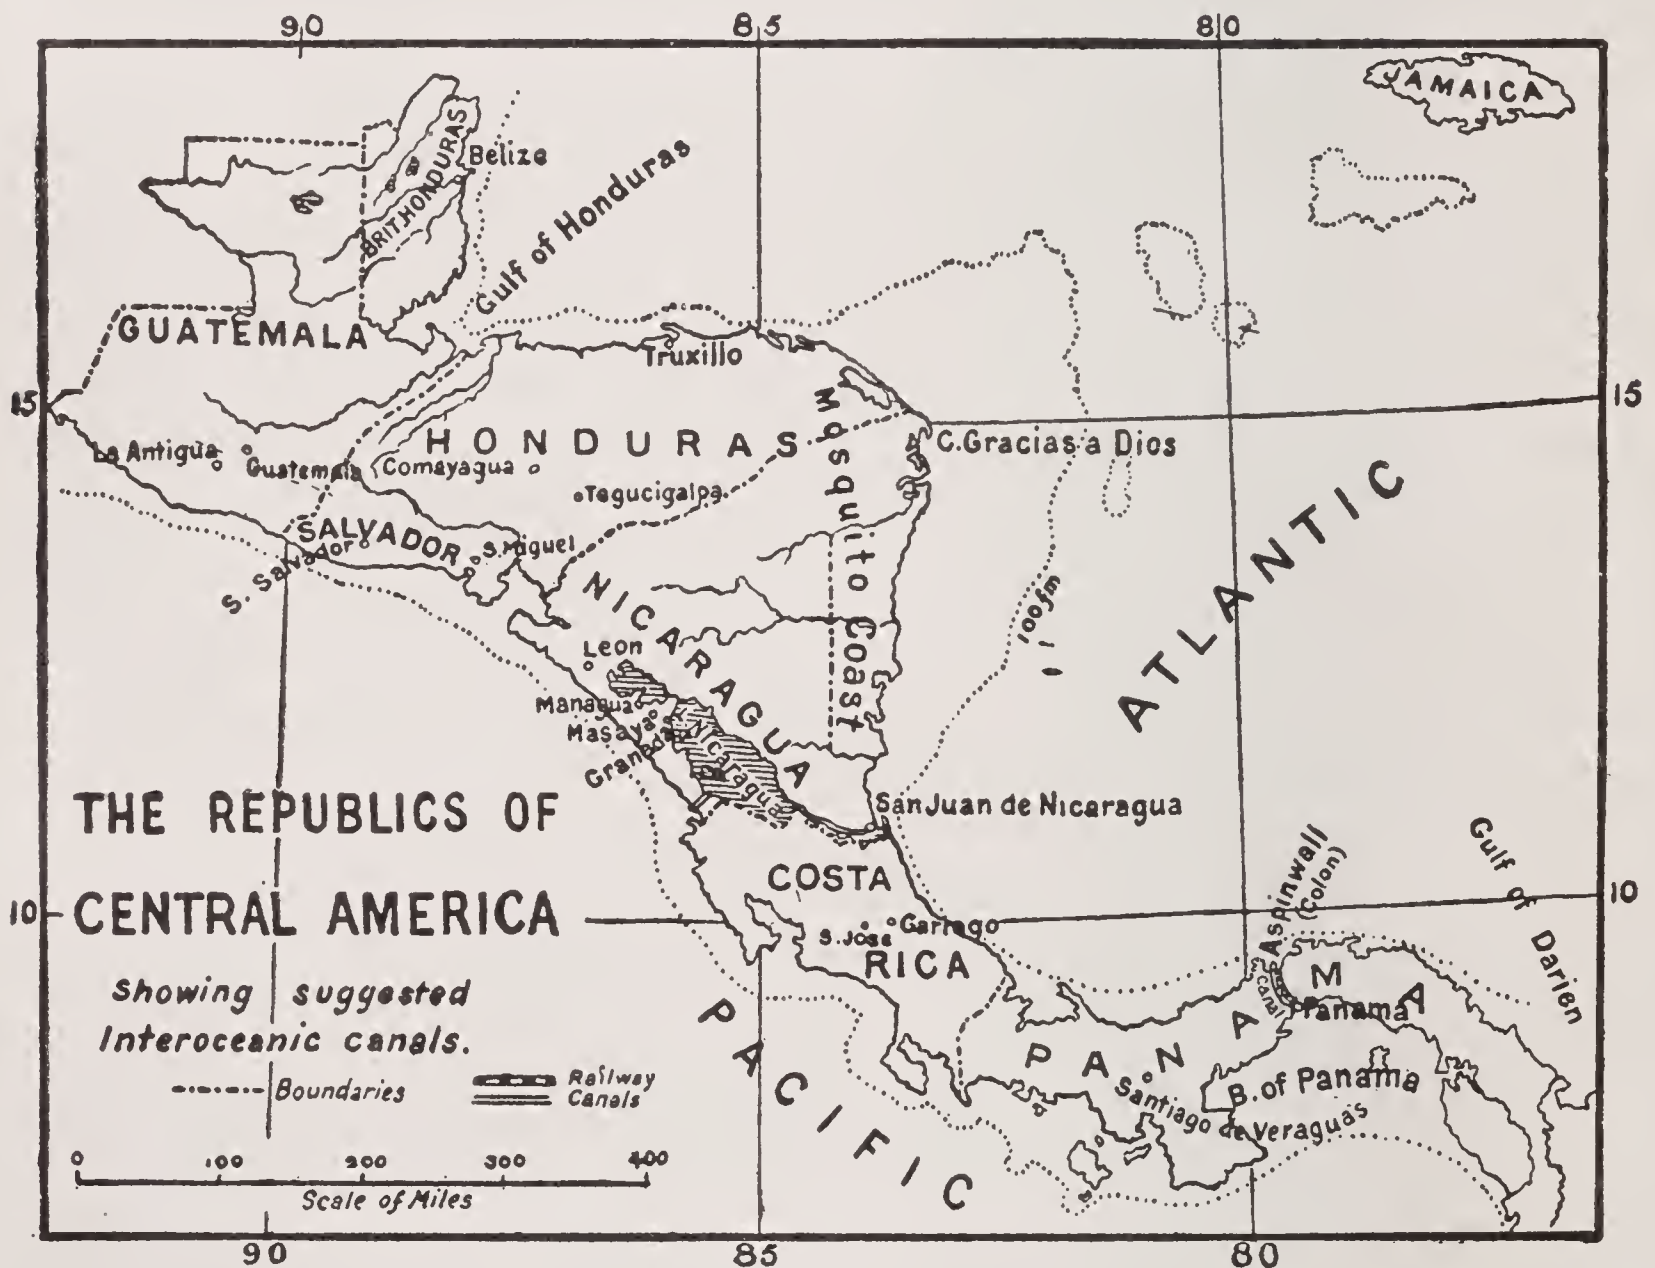 90 85 80
JAMAICA
BRIT.HONDURAS
Belize
Gulf of Honduras
GUATEMALA
Truxillo
15 15
Mosquito Coast
HONDURAS
C.Gracias a Dios
La Antigua
Guatemala
Comayagua
Tegucigalpa
ATLANTIC
SALVADOR
S. Salvador
S. Miguel
NICARAGUA
100fm
Leon
Managua
Masaya
Granada
Nicaragua
San Juan de Nicaragua
THE REPUBLICS OF
CENTRAL AMERICA
Showing suggested
Interoceanic canals.
Boundaries
Railway
Canals
0 100 200 300 400
Scale of Miles
COSTA
RICA
S. José
Garrago
10 10
Aspinwall
(Colon)
Gulf of Darien
Canal
PANAMA
Panama
B. of Panama
Santiago de Veraguas
PACIFIC
90 85 80